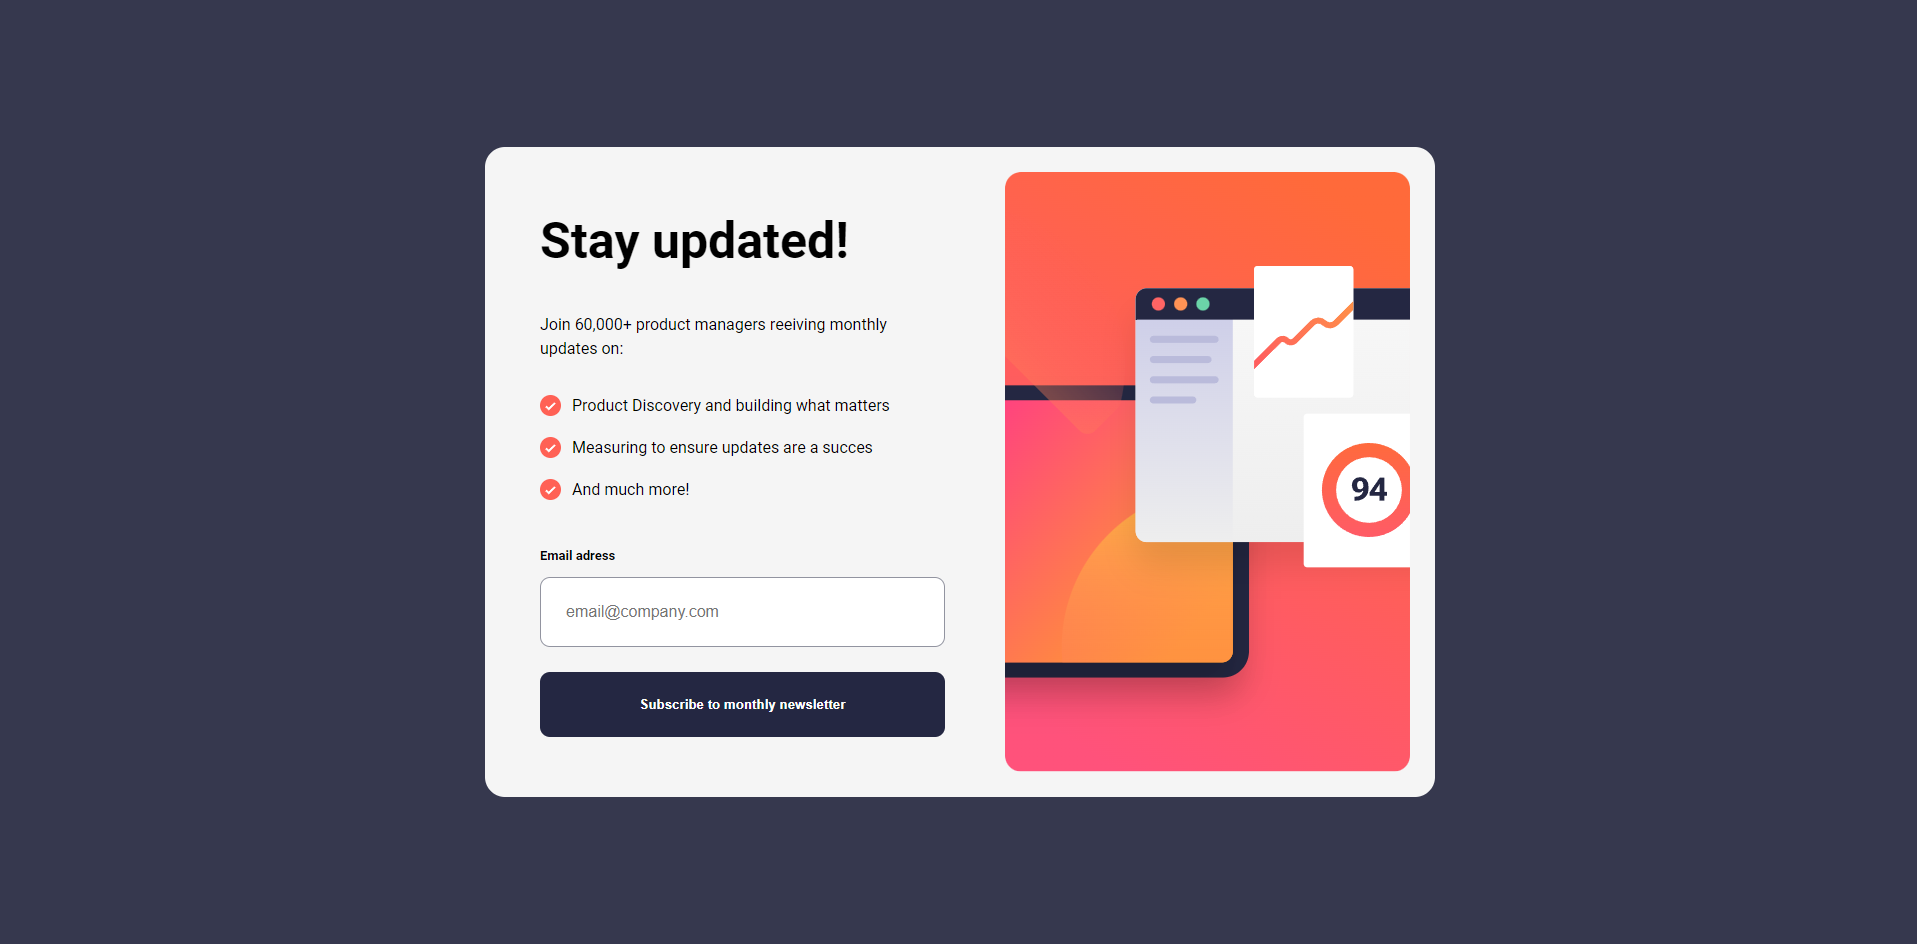 Stay updated!
Join 60,000+ product managers reeiving monthly
updates on:
Product Discovery and building what matters
Measuring to ensure updates are a succes
And much more!
Email adress
email@company.com
Subscribe to monthly newsletter
94